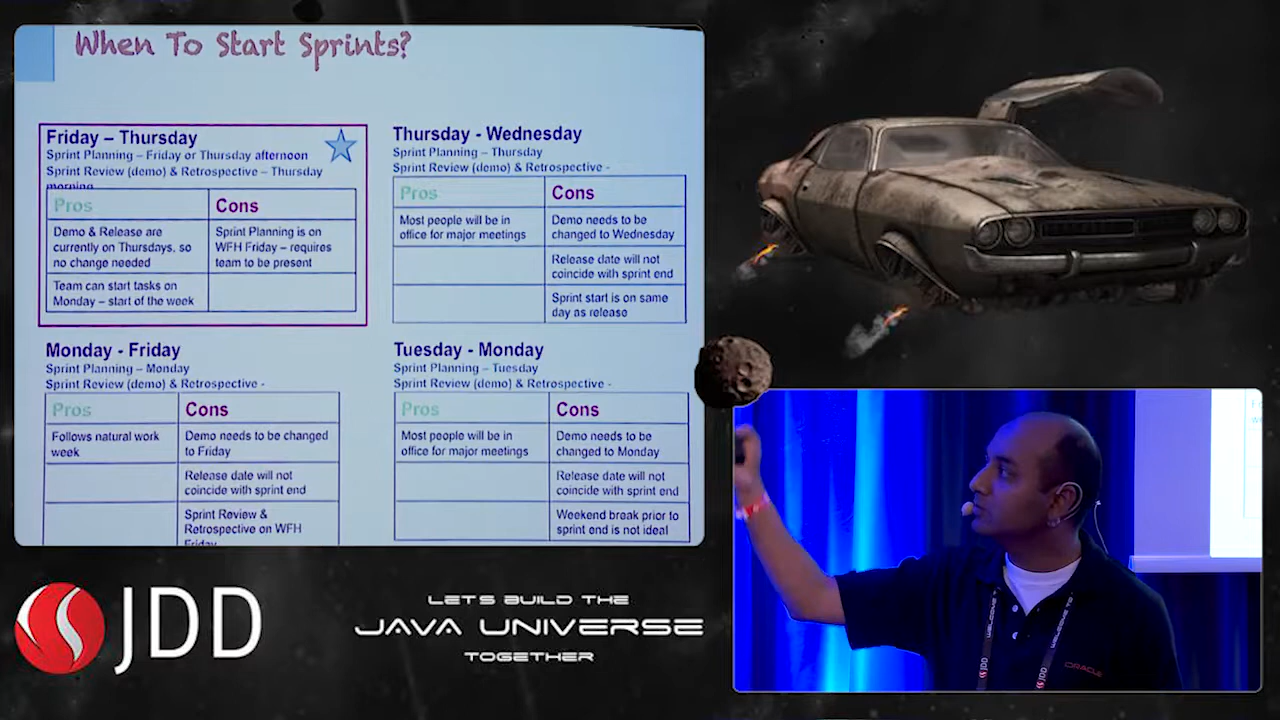 When To Start Sprints?
Friday – Thursday
Sprint Planning – Friday or Thursday afternoon
Sprint Review (demo) & Retrospective – Thursday
morning
Pros
Cons
Demo & Release are
currently on Thursdays, so
no change needed
Sprint Planning is on
WFH Friday – requires
team to be present
Team can start tasks on
Monday – start of the week
Thursday - Wednesday
Sprint Planning – Thursday
Sprint Review (demo) & Retrospective -
Pros
Cons
Most people will be in
office for major meetings
Demo needs to be
changed to Wednesday
Release date will not
coincide with sprint end
Sprint start is on same
day as release
Monday - Friday
Sprint Planning – Monday
Sprint Review (demo) & Retrospective -
Pros
Cons
Follows natural work
week
Demo needs to be changed
to Friday
Release date will not
coincide with sprint end
Sprint Review &
Retrospective on WFH
Friday
Tuesday - Monday
Sprint Planning – Tuesday
Sprint Review (demo) & Retrospective -
Pros
Cons
Most people will be in
office for major meetings
Demo needs to be
changed to Monday
Release date will not
coincide with sprint end
Weekend break prior to
sprint end is not ideal
JDD
LETS BUILD THE
JAVA UNIVERSE
TOGETHER
WELCOME
JDD
WELCOME TO
JDD
ORACLE